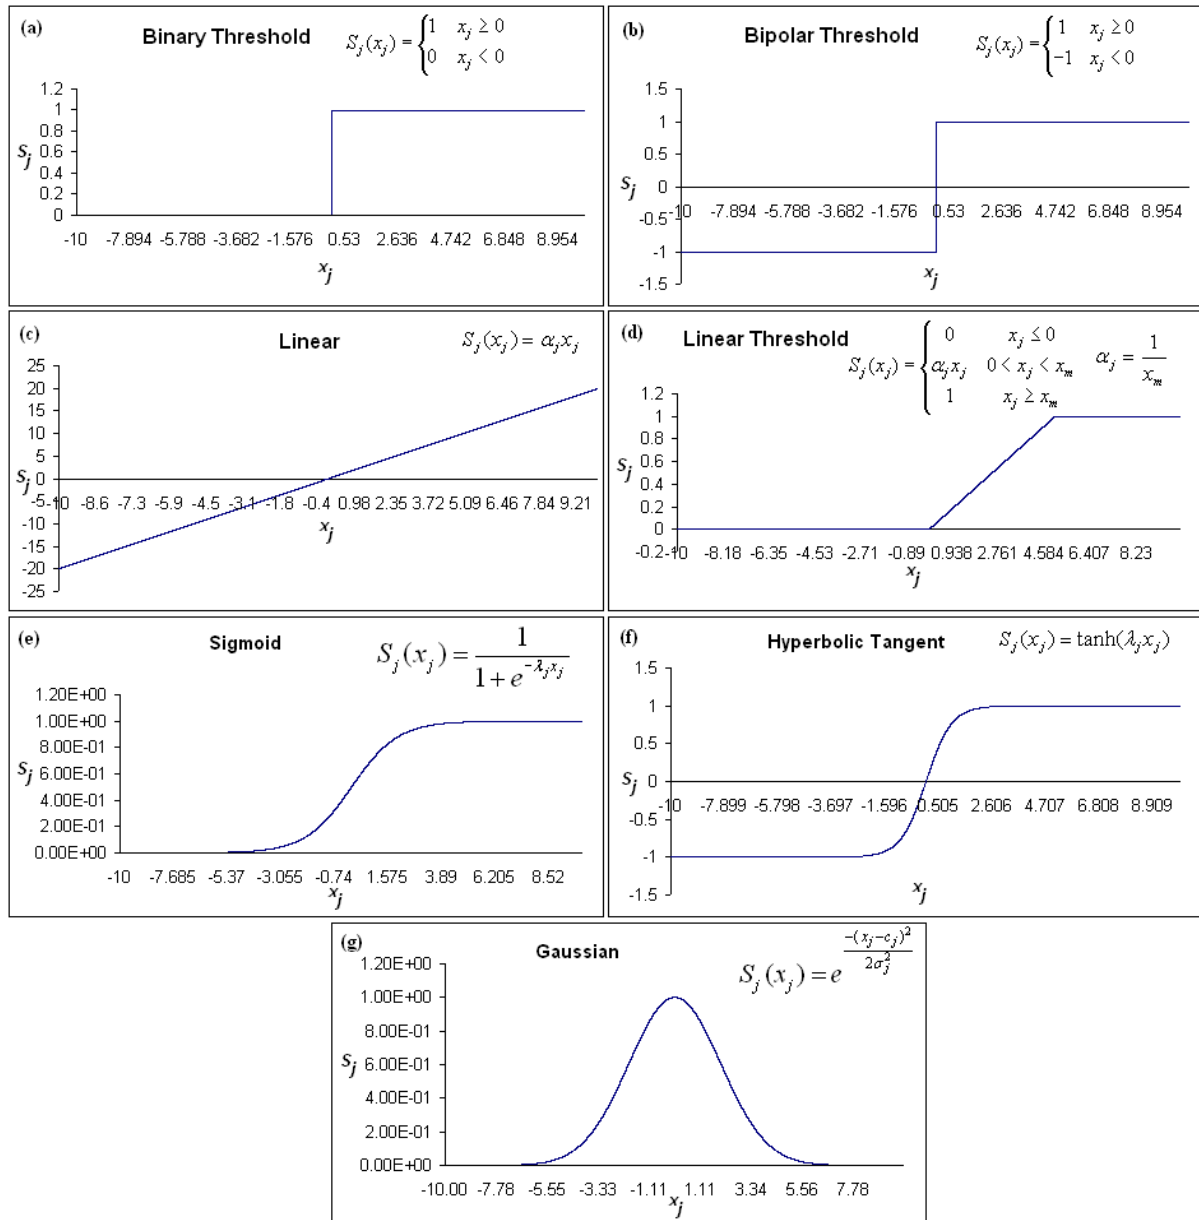 (a)
Binary Threshold
S_j(x_j) = { 1 x_j ≥ 0
0 x_j < 0
1.2
1
0.8
0.6
0.4
0.2
0
S_j
-10 -7.894 -5.788 -3.682 -1.576 0.53 2.636 4.742 6.848 8.954
x_j
(b)
Bipolar Threshold
S_j(x_j) = { 1 x_j ≥ 0
-1 x_j < 0
1.5
1
0.5
0
-0.5
-1
-1.5
S_j
-10 -7.894 -5.788 -3.682 -1.576 0.53 2.636 4.742 6.848 8.954
x_j
(c)
Linear
S_j(x_j) = α_j x_j
25
20
15
10
5
0
-5
-10
-15
-20
-25
S_j
-10 -8.6 -7.3 -5.9 -4.5 -3.1 -1.8 -0.4 0.98 2.35 3.72 5.09 6.46 7.84 9.21
x_j
(d)
Linear Threshold
S_j(x_j) = { 0 x_j ≤ 0
α_j x_j 0 < x_j < x_m
1 x_j ≥ x_m
α_j = 1/x_m
1.2
1
0.8
0.6
0.4
0.2
0
-0.2
S_j
-10 -8.18 -6.35 -4.53 -2.71 -0.89 0.938 2.761 4.584 6.407 8.23
x_j
(e)
Sigmoid
S_j(x_j) = 1/(1 + e^{-λ_j x_j})
1.20E+00
1.00E+00
8.00E-01
6.00E-01
4.00E-01
2.00E-01
0.00E+00
S_j
-10 -7.685 -5.37 -3.055 -0.74 1.575 3.89 6.205 8.52
x_j
(f)
Hyperbolic Tangent
S_j(x_j) = tanh(λ_j x_j)
1.5
1
0.5
0
-0.5
-1
-1.5
S_j
-10 -7.899 -5.798 -3.697 -1.596 0.505 2.606 4.707 6.808 8.909
x_j
(g)
Gaussian
S_j(x_j) = e^{-(x_j-c_j)^2/2σ_j^2}
1.20E+00
1.00E+00
8.00E-01
6.00E-01
4.00E-01
2.00E-01
0.00E+00
S_j
-10.00 -7.78 -5.55 -3.33 -1.11 1.11 3.34 5.56 7.78
x_j